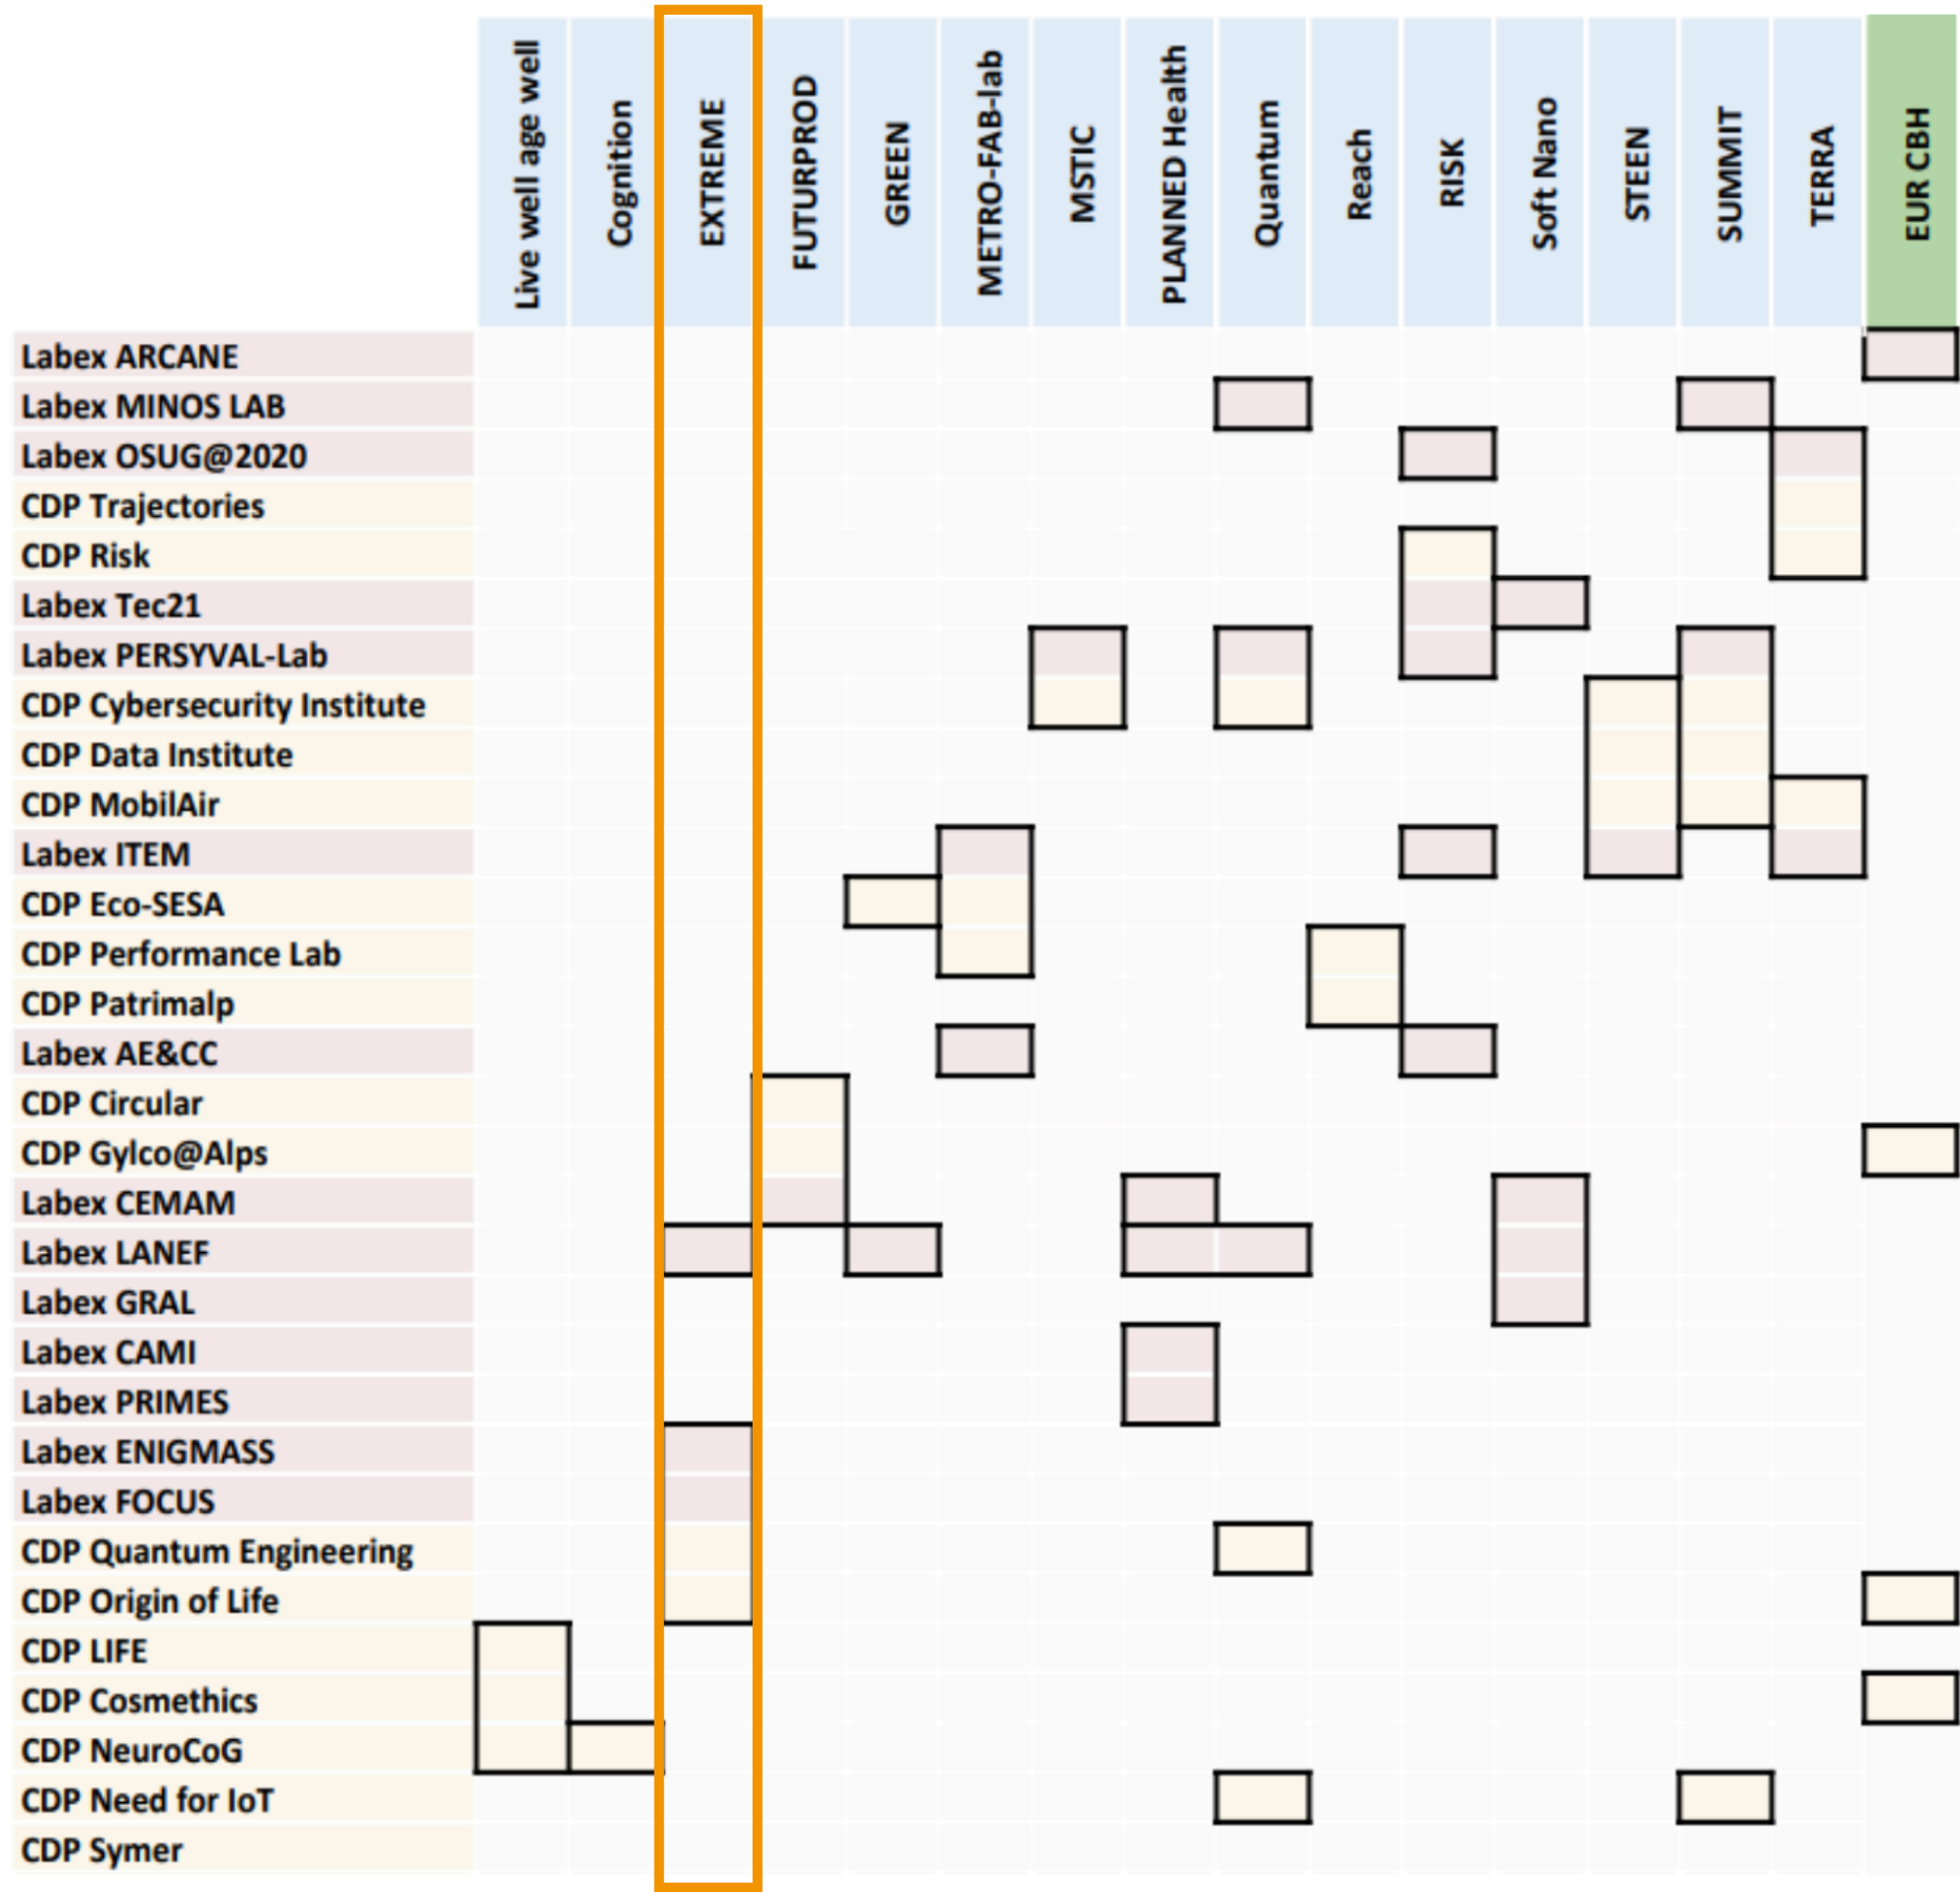 Live well age well
Cognition
EXTREME
FUTURPROD
GREEN
METRO-FAB-lab
MSTIC
PLANNED Health
Quantum
Reach
RISK
Soft Nano
STEEN
SUMMIT
TERRA
EUR CBH
Labex ARCANE
Labex MINOS LAB
Labex OSUG@2020
CDP Trajectories
CDP Risk
Labex Tec21
Labex PERSYVAL-Lab
CDP Cybersecurity Institute
CDP Data Institute
CDP MobilAir
Labex ITEM
CDP Eco-SESA
CDP Performance Lab
CDP Patrimalp
Labex AE&CC
CDP Circular
CDP Gylco@Alps
Labex CEMAM
Labex LANEF
Labex GRAL
Labex CAMI
Labex PRIMES
Labex ENIGMASS
Labex FOCUS
CDP Quantum Engineering
CDP Origin of Life
CDP LIFE
CDP Cosmethics
CDP NeuroCoG
CDP Need for IoT
CDP Symer